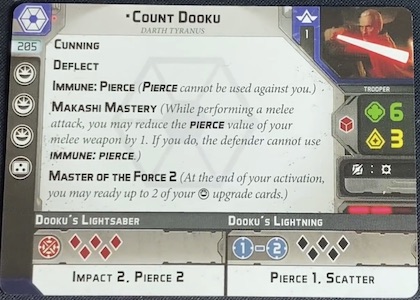 ·Count Dooku
Darth Tyranus
205
I
Cunning
Deflect
Immune: Pierce (Pierce cannot be used against you.)
Makashi Mastery (While performing a melee
attack, you may reduce the pierce value of
your melee weapon by 1. If you do, the defender cannot use
immune: pierce.)
Master of the Force 2 (At the end of your activation,
you may ready up to 2 of your upgrade cards.)
Trooper
6
3
:
Dooku's Lightsaber
Impact 2, Pierce 2
Dooku's Lightning
1-2
Pierce 1, Scatter